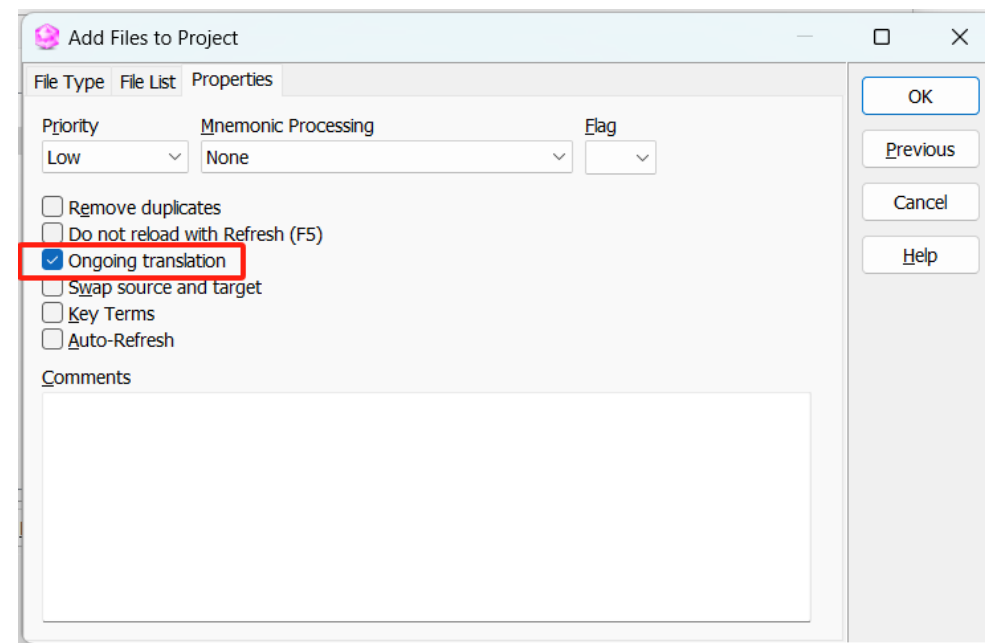 Add Files to Project
File Type File List Properties
OK
Priority Mnemonic Processing Flag
Low None
Previous
Remove duplicates
Cancel
Do not reload with Refresh (F5)
Ongoing translation
Help
Swap source and target
Key Terms
Auto-Refresh
Comments